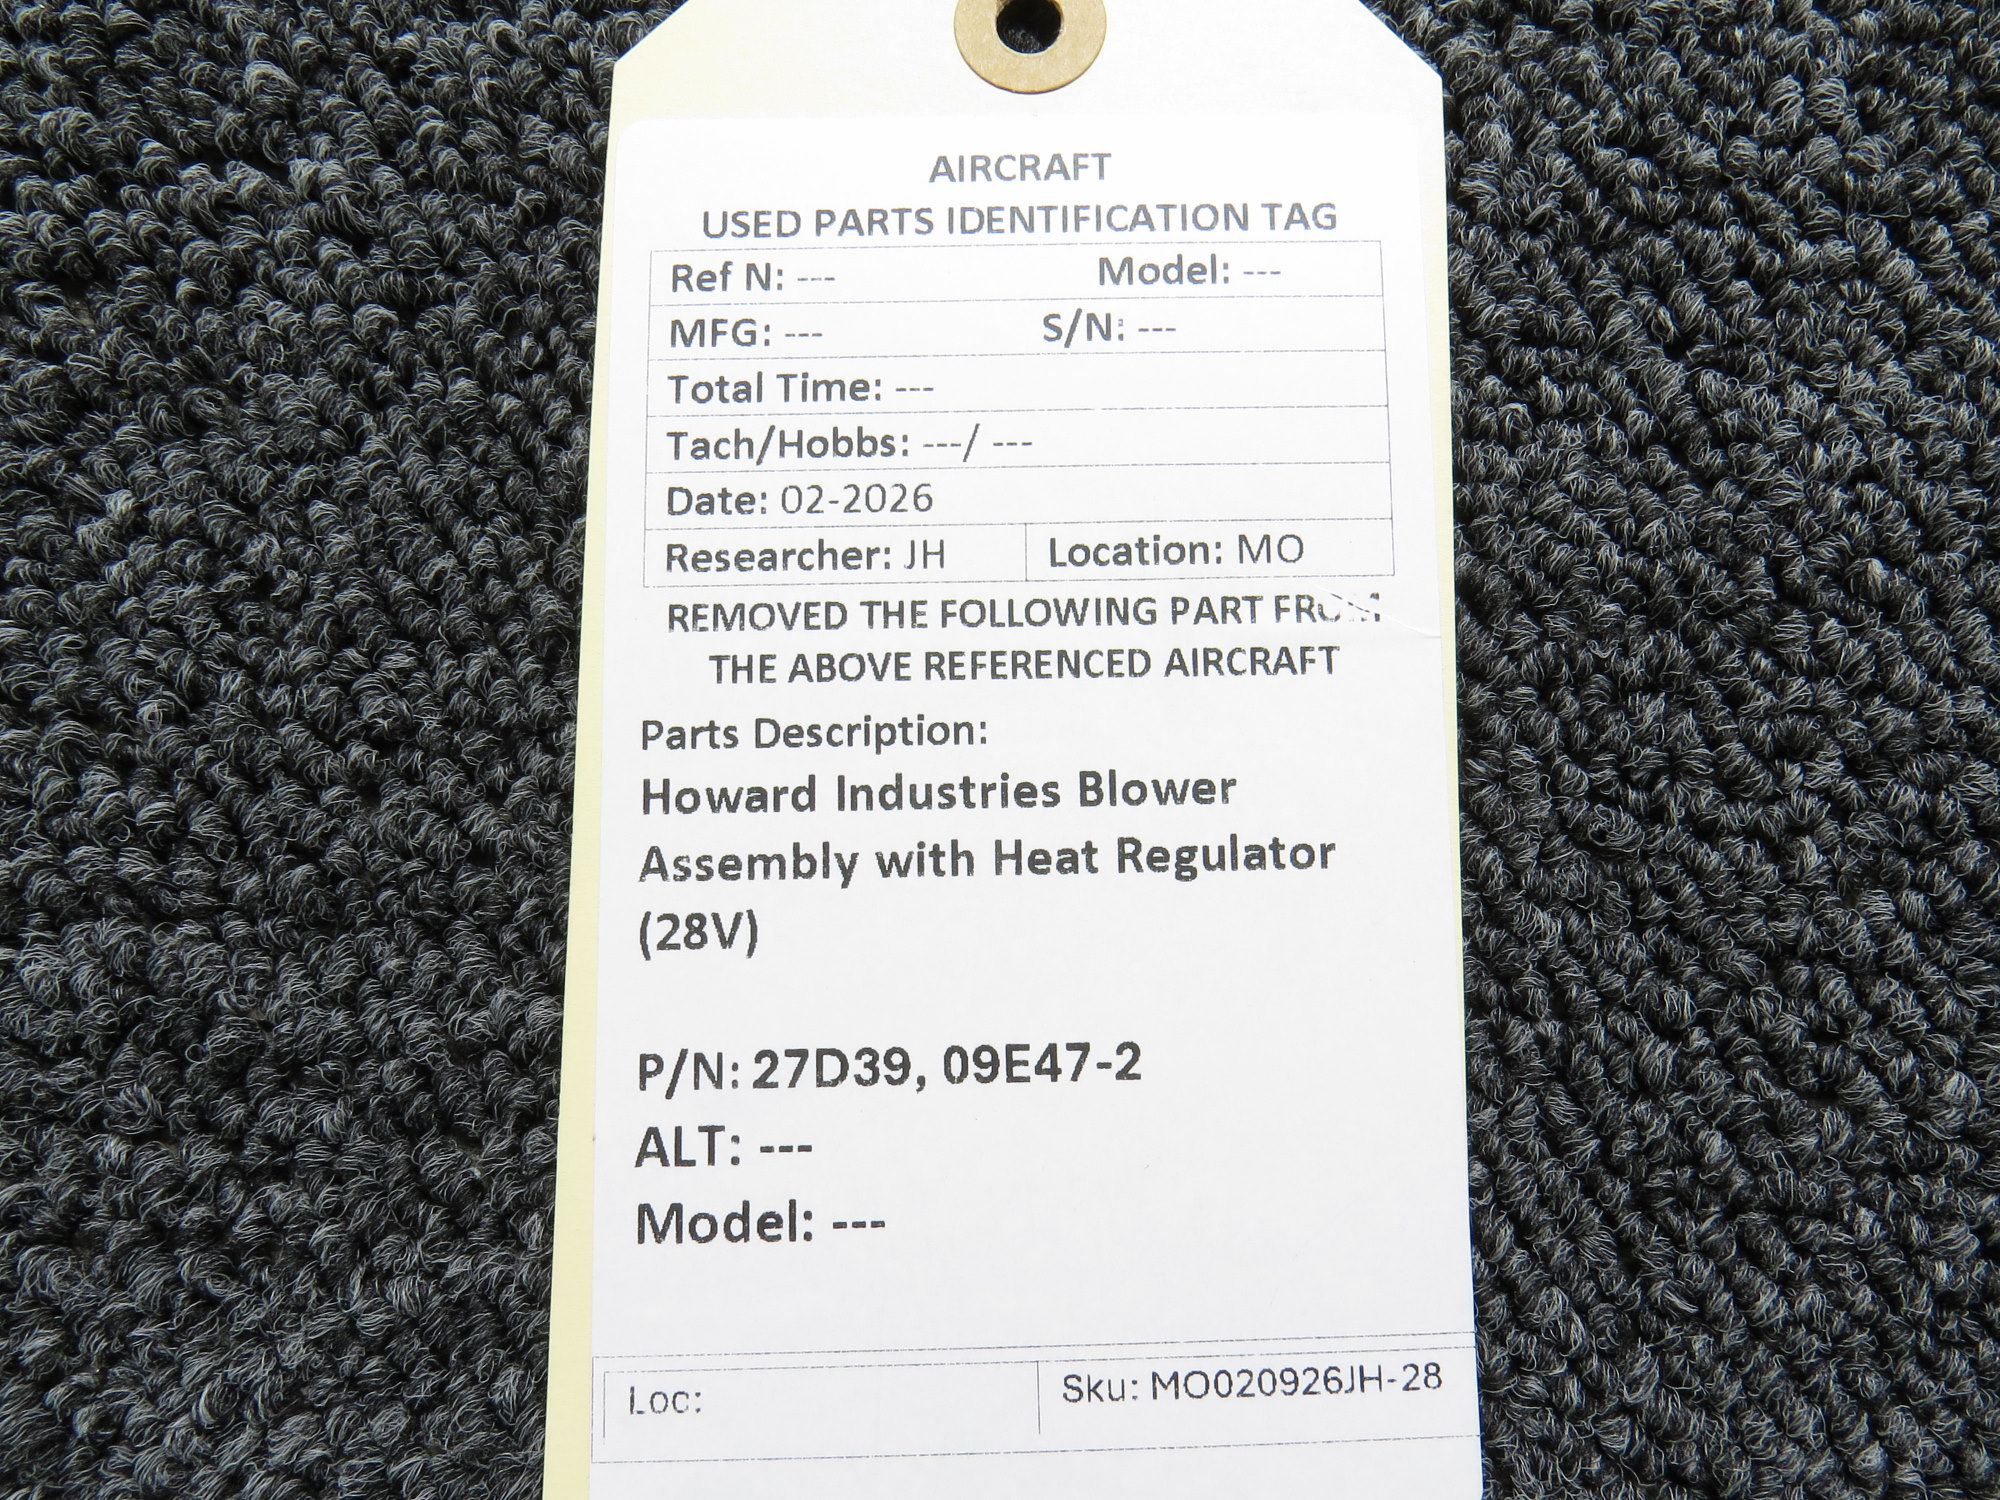 AIRCRAFT
USED PARTS IDENTIFICATION TAG
Ref N: --- Model: ---
MFG: --- S/N: ---
Total Time: ---
Tach/Hobbs: ---/ ---
Date: 02-2026
Researcher: JH Location: MO
REMOVED THE FOLLOWING PART FROM
THE ABOVE REFERENCED AIRCRAFT
Parts Description:
Howard Industries Blower
Assembly with Heat Regulator
(28V)
P/N: 27D39, 09E47-2
ALT: ---
Model: ---
Loc: Sku: MO020926JH-28